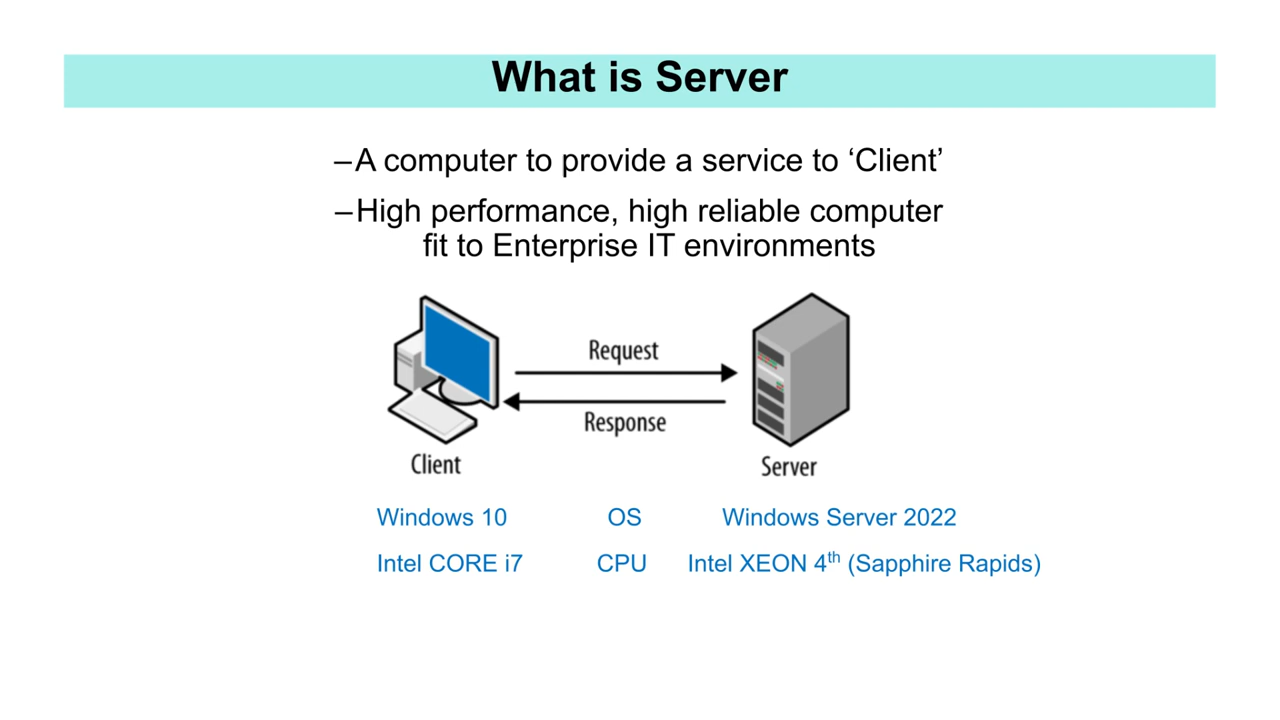 What is Server
–A computer to provide a service to ‘Client’
–High performance, high reliable computer
fit to Enterprise IT environments
Request
Response
Client
Server
Windows 10 OS Windows Server 2022
Intel CORE i7 CPU Intel XEON 4th (Sapphire Rapids)